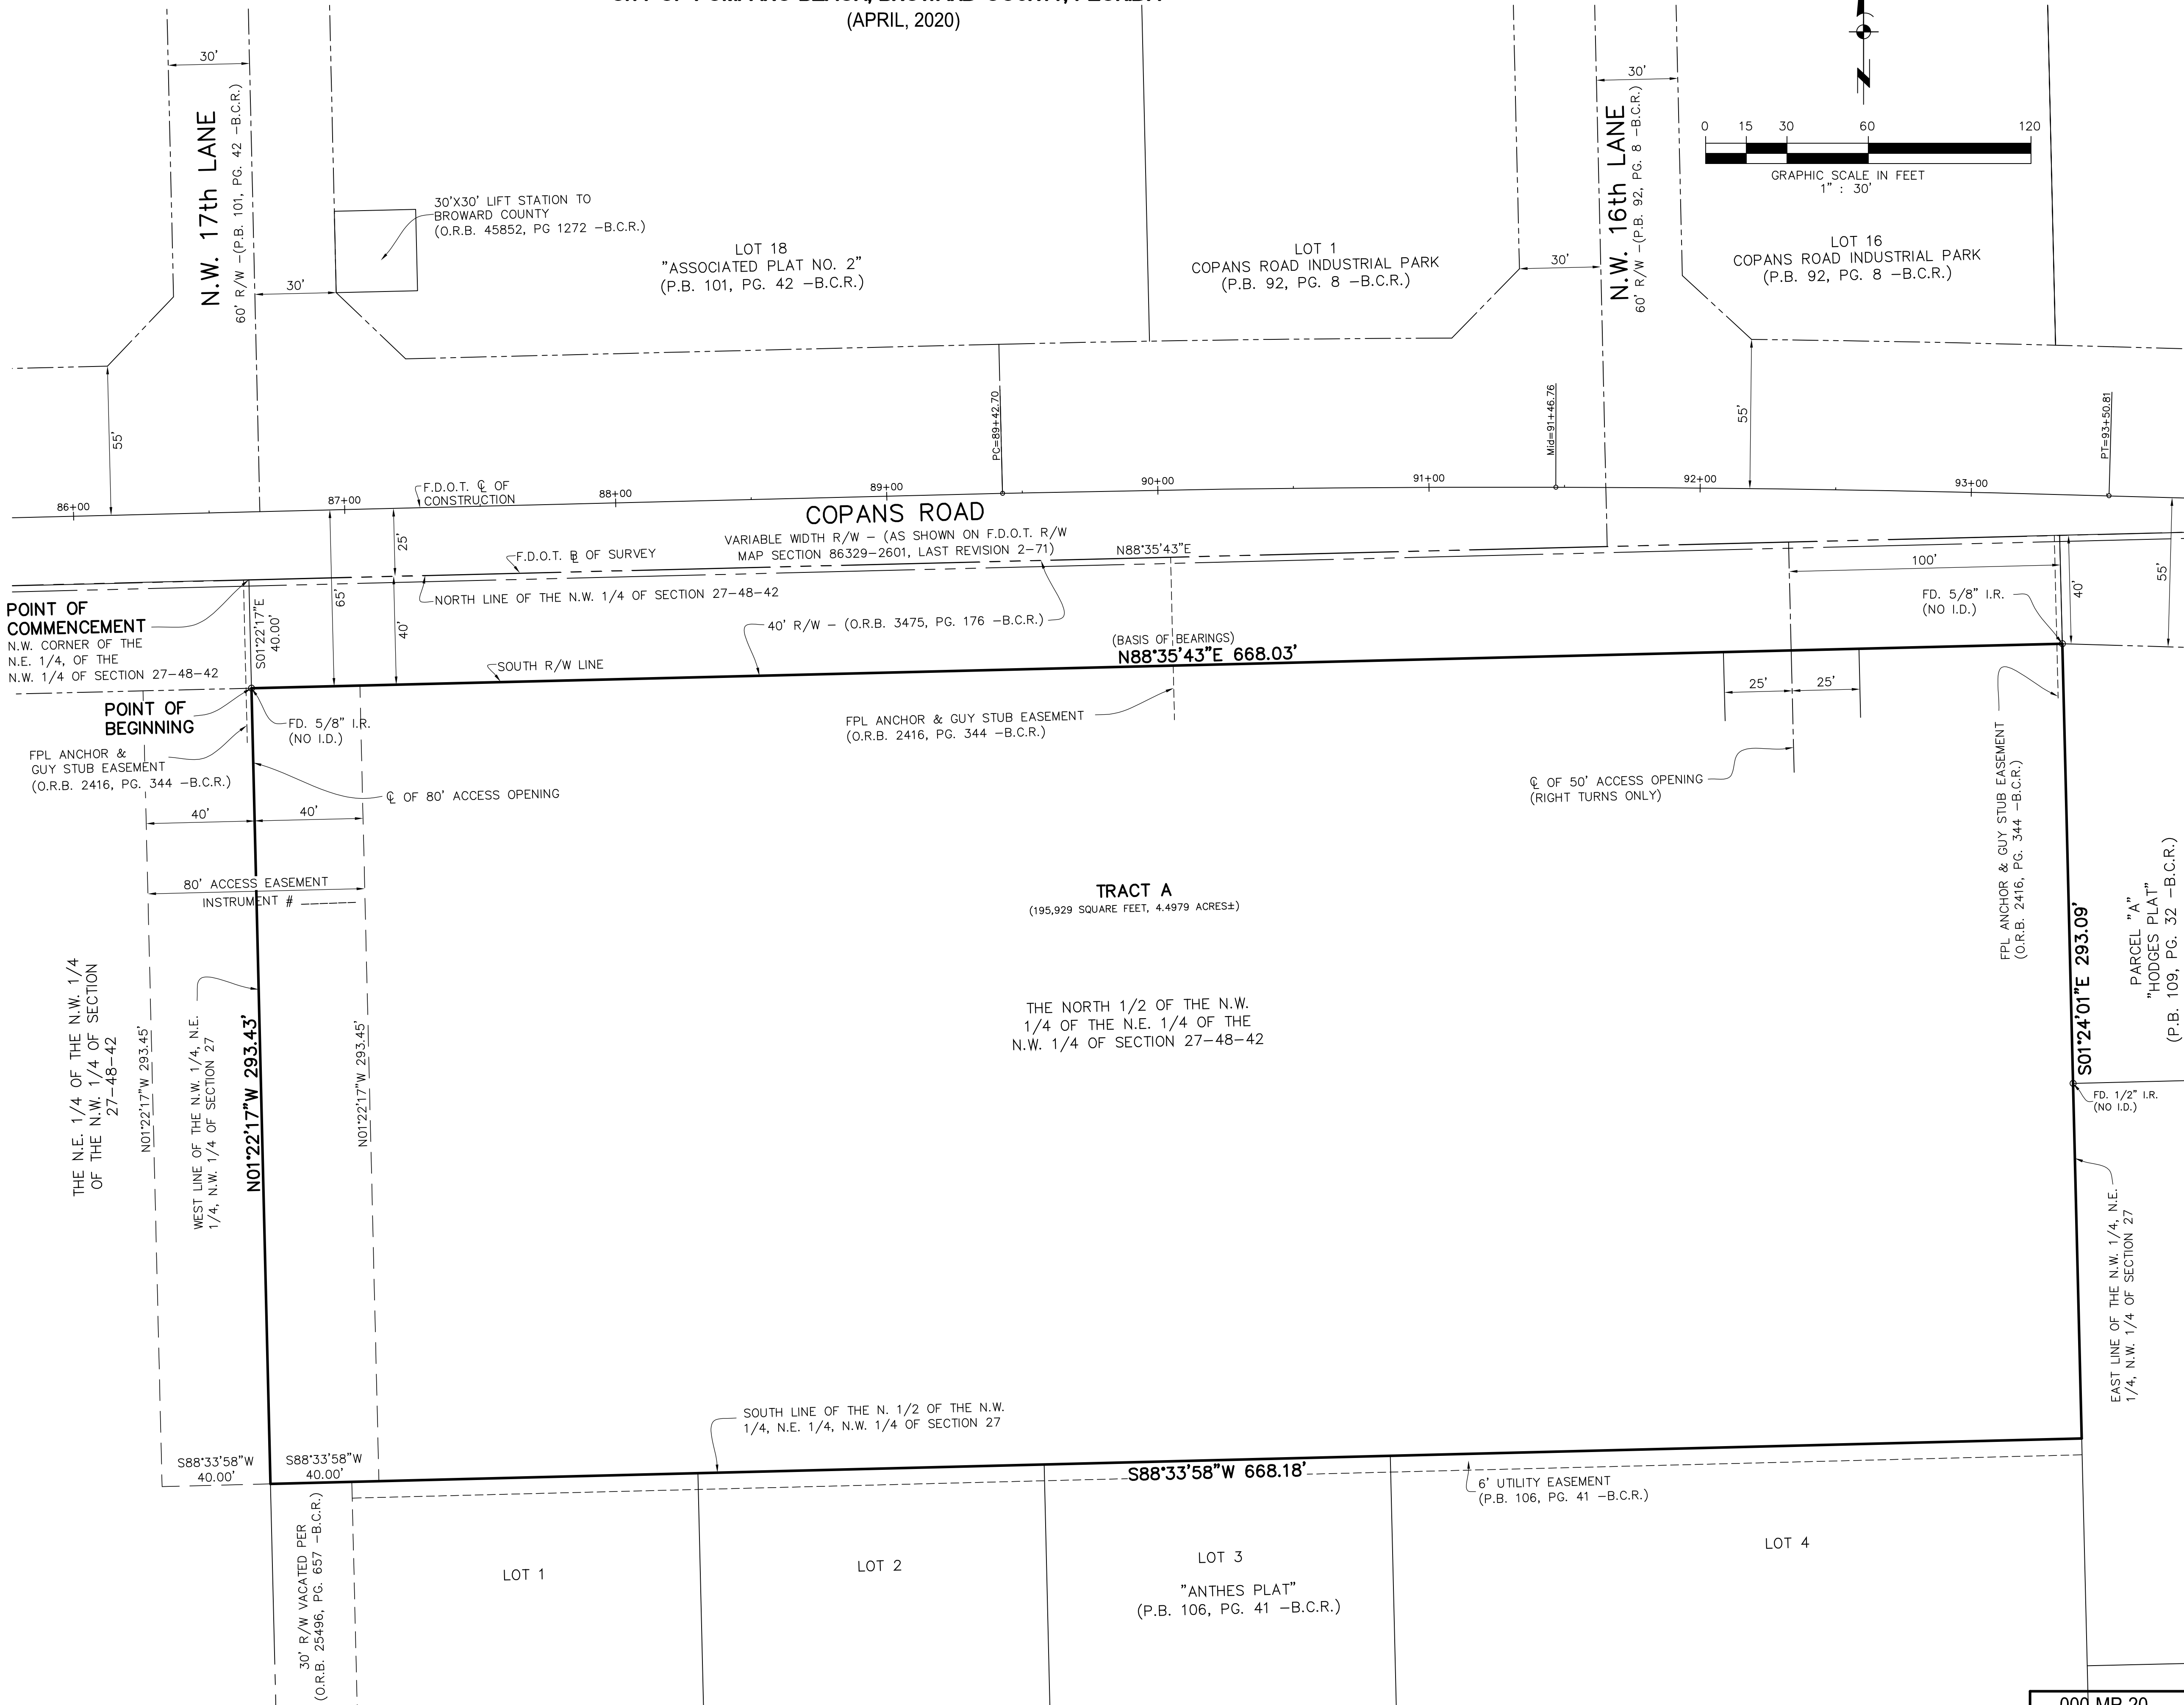 (APRIL, 2020)
30'
N.W. 17th LANE
60' R/W -(P.B. 101, PG. 42 -B.C.R.)
30'
30'X30' LIFT STATION TO
BROWARD COUNTY
(O.R.B. 45852, PG 1272 -B.C.R.)
LOT 18
"ASSOCIATED PLAT NO. 2"
(P.B. 101, PG. 42 -B.C.R.)
LOT 1
COPANS ROAD INDUSTRIAL PARK
(P.B. 92, PG. 8 -B.C.R.)
30'
30'
N.W. 16th LANE
60' R/W -(P.B. 92, PG. 8 -B.C.R.)
N
0 15 30 60 120
GRAPHIC SCALE IN FEET
1" : 30'
LOT 16
COPANS ROAD INDUSTRIAL PARK
(P.B. 92, PG. 8 -B.C.R.)
55'
PC=89+42.70
Mid=91+46.76
55'
PT=93+50.81
86+00
87+00
88+00
89+00
90+00
91+00
92+00
93+00
F.D.O.T. ℄ OF
CONSTRUCTION
COPANS ROAD
VARIABLE WIDTH R/W - (AS SHOWN ON F.D.O.T. R/W
MAP SECTION 86329-2601, LAST REVISION 2-71)
N88°35'43"E
25'
65'
40'
F.D.O.T. B OF SURVEY
NORTH LINE OF THE N.W. 1/4 OF SECTION 27-48-42
40' R/W - (O.R.B. 3475, PG. 176 -B.C.R.)
100'
40'
55'
FD. 5/8" I.R.
(NO I.D.)
POINT OF
COMMENCEMENT
N.W. CORNER OF THE
N.E. 1/4, OF THE
N.W. 1/4 OF SECTION 27-48-42
S01°22'17"E
40.00'
SOUTH R/W LINE
(BASIS OF BEARINGS)
N88°35'43"E 668.03'
POINT OF
BEGINNING
FD. 5/8" I.R.
(NO I.D.)
FPL ANCHOR &
GUY STUB EASEMENT
(O.R.B. 2416, PG. 344 -B.C.R.)
FPL ANCHOR & GUY STUB EASEMENT
(O.R.B. 2416, PG. 344 -B.C.R.)
25'
25'
℄ OF 80' ACCESS OPENING
℄ OF 50' ACCESS OPENING
(RIGHT TURNS ONLY)
FPL ANCHOR & GUY STUB EASEMENT
(O.R.B. 2416, PG. 344 -B.C.R.)
40'
40'
80' ACCESS EASEMENT
INSTRUMENT # ______
TRACT A
(195,929 SQUARE FEET, 4.4979 ACRES±)
THE NORTH 1/2 OF THE N.W.
1/4 OF THE N.E. 1/4 OF THE
N.W. 1/4 OF SECTION 27-48-42
THE N.E. 1/4 OF THE N.W. 1/4
OF THE N.W. 1/4 OF SECTION
27-48-42
N01°22'17"W 293.45'
WEST LINE OF THE N.W. 1/4, N.E.
1/4, N.W. 1/4 OF SECTION 27
N01°22'17"W 293.43'
N01°22'17"W 293.45'
S01°24'01"E 293.09'
PARCEL "A"
"HODGES PLAT"
(P.B. 109, PG. 32 -B.C.R.)
FD. 1/2" I.R.
(NO I.D.)
EAST LINE OF THE N.W. 1/4, N.E.
1/4, N.W. 1/4 OF SECTION 27
SOUTH LINE OF THE N. 1/2 OF THE N.W.
1/4, N.E. 1/4, N.W. 1/4 OF SECTION 27
S88°33'58"W
40.00'
S88°33'58"W
40.00'
S88°33'58"W 668.18'
6' UTILITY EASEMENT
(P.B. 106, PG. 41 -B.C.R.)
30' R/W VACATED PER
(O.R.B. 25496, PG. 657 -B.C.R.)
LOT 1
LOT 2
LOT 3
"ANTHES PLAT"
(P.B. 106, PG. 41 -B.C.R.)
LOT 4